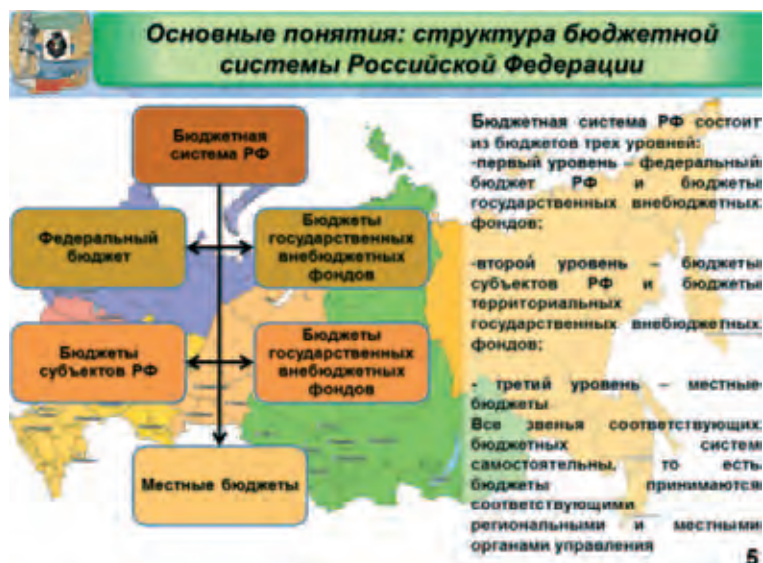 Основные понятия: структура бюджетной
системы Российской Федерации
Бюджетная
система РФ
Федеральный
бюджет
Бюджеты
государственных
внебюджетных
фондов
Бюджеты
субъектов РФ
Бюджеты
государственных
внебюджетных
фондов
Местные бюджеты
Бюджетная система РФ состоит
из бюджетов трех уровней:
-первый уровень – федеральный
бюджет РФ и бюджеты
государственных внебюджетных
фондов;
-второй уровень – бюджеты
субъектов РФ и бюджеты
территориальных
государственных внебюджетных
фондов;
- третий уровень – местные
бюджеты
Все звенья соответствующих
бюджетных систем
самостоятельны, то есть
бюджеты принимаются
соответствующими
региональными и местными
органами управления
5